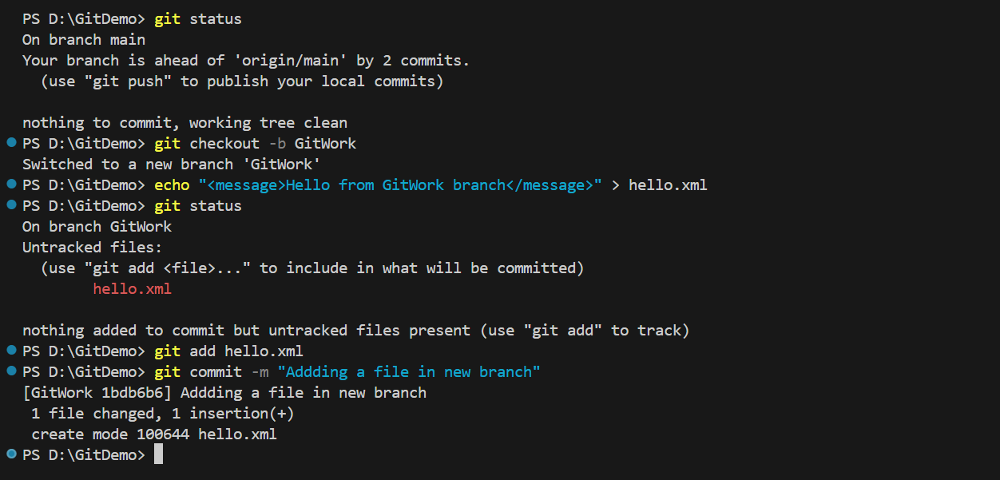 PS D:\GitDemo> git status
On branch main
Your branch is ahead of 'origin/main' by 2 commits.
  (use "git push" to publish your local commits)

nothing to commit, working tree clean
PS D:\GitDemo> git checkout -b GitWork
Switched to a new branch 'GitWork'
PS D:\GitDemo> echo "<message>Hello from GitWork branch</message>" > hello.xml
PS D:\GitDemo> git status
On branch GitWork
Untracked files:
  (use "git add <file>..." to include in what will be committed)
        hello.xml

nothing added to commit but untracked files present (use "git add" to track)
PS D:\GitDemo> git add hello.xml
PS D:\GitDemo> git commit -m "Addding a file in new branch"
[GitWork 1bdb6b6] Addding a file in new branch
 1 file changed, 1 insertion(+)
 create mode 100644 hello.xml
PS D:\GitDemo>